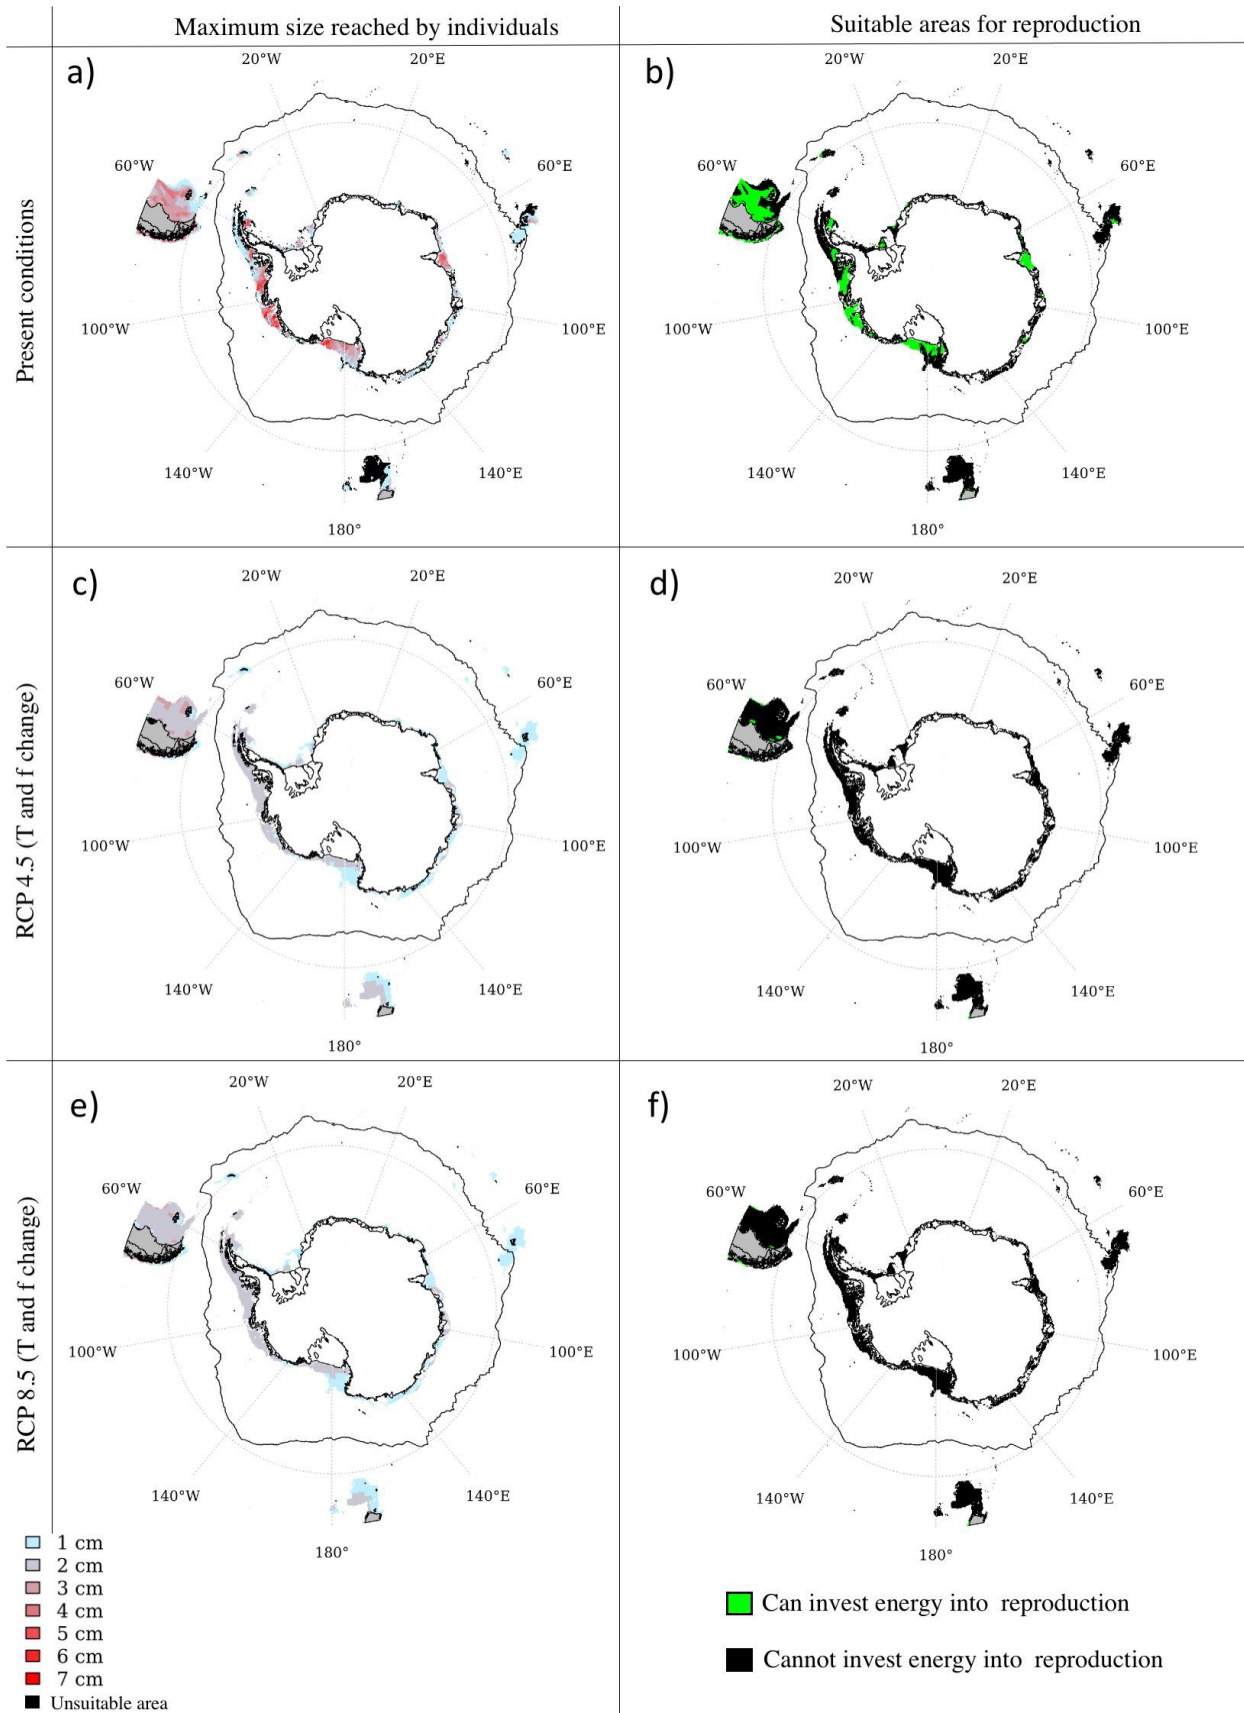 Maximum size reached by individuals
Suitable areas for reproduction
Present conditions
a)
20°W
20°E
60°W
60°E
100°W
100°E
140°W
140°E
180°
b)
20°W
20°E
60°W
60°E
100°W
100°E
140°W
140°E
180°
RCP 4.5 (T and f change)
c)
20°W
20°E
60°W
60°E
100°W
100°E
140°W
140°E
180°
d)
20°W
20°E
60°W
60°E
100°W
100°E
140°W
140°E
180°
RCP 8.5 (T and f change)
e)
20°W
20°E
60°W
60°E
100°W
100°E
140°W
140°E
180°
f)
20°W
20°E
60°W
60°E
100°W
100°E
140°W
140°E
180°
1 cm
2 cm
3 cm
4 cm
5 cm
6 cm
7 cm
Unsuitable area
Can invest energy into reproduction
Cannot invest energy into reproduction